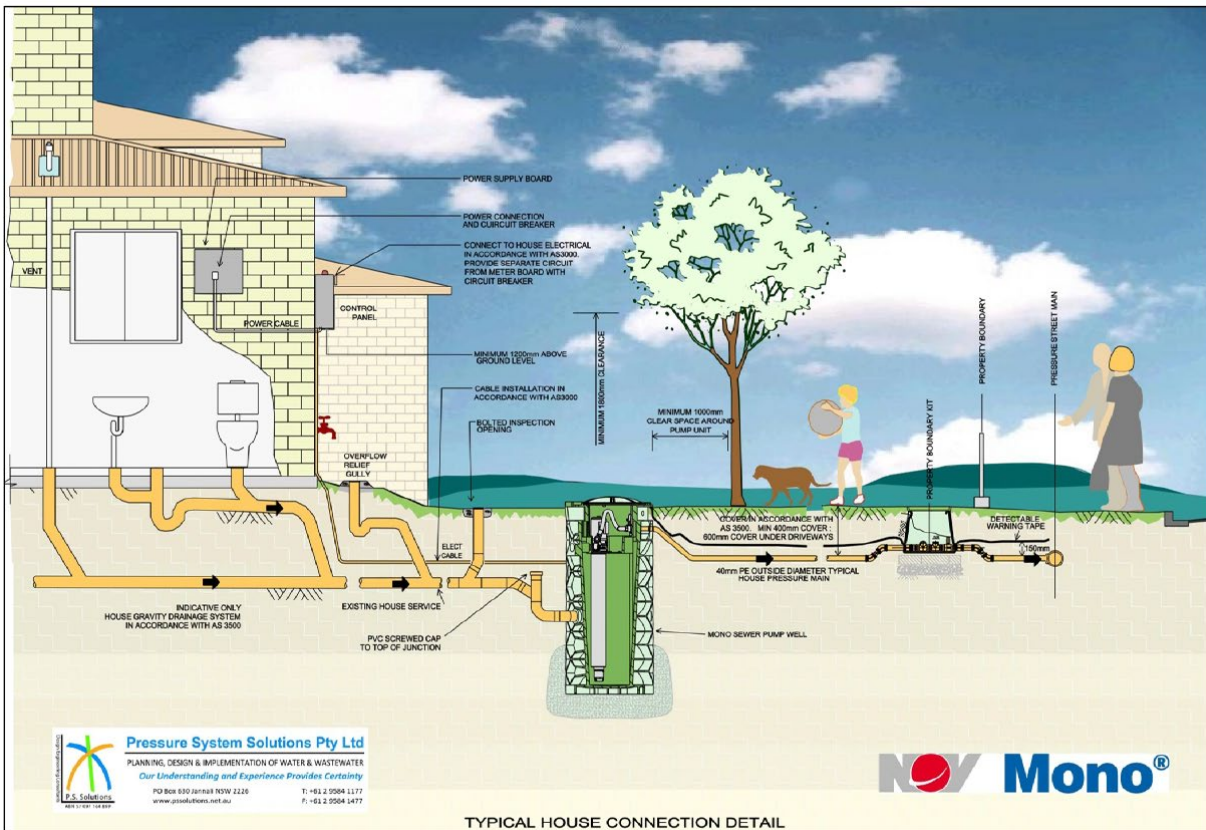 POWER SUPPLY BOARD
POWER CONNECTION
AND CUIRCUIT BREAKER
CONNECT TO HOUSE ELECTRICAL
IN ACCORDANCE WITH AS3000.
PROVIDE SEPARATE CIRCUIT
FROM METER BOARD WITH
CIRCUIT BREAKER
VENT
CONTROL
PANEL
POWER CABLE
MINIMUM 1200mm ABOVE
GROUND LEVEL
CABLE INSTALLATION IN
ACCORDANCE WITH AS3000
BOLTED INSPECTION
OPENING
MINIMUM 1800mm CLEARANCE
MINIMUM 1000mm
CLEAR SPACE AROUND
PUMP UNIT
PROPERTY BOUNDARY KIT
PROPERTY BOUNDARY
PRESSURE STREET MAIN
OVERFLOW
RELIEF
GULLY
COVER IN ACCORDANCE WITH
AS 3500. MIN 400mm COVER :
600mm COVER UNDER DRIVEWAYS
DETECTABLE
WARNING TAPE
150mm
ELECT
CABLE
40mm PE OUTSIDE DIAMETER TYPICAL
HOUSE PRESSURE MAIN
INDICATIVE ONLY
HOUSE GRAVITY DRAINAGE SYSTEM
IN ACCORDANCE WITH AS 3500
EXISTING HOUSE SERVICE
PVC SCREWED CAP
TO TOP OF JUNCTION
MONO SEWER PUMP WELL
P.S. Solutions
Pressure System Solutions Pty Ltd
PLANNING, DESIGN & IMPLEMENTATION OF WATER & WASTEWATER
Our Understanding and Experience Provides Certainty
PO Box 630 Jannali NSW 2226
T: +61 2 9584 1177
www.pssolutions.net.au
F: +61 2 9584 1477
NOV Mono®
TYPICAL HOUSE CONNECTION DETAIL